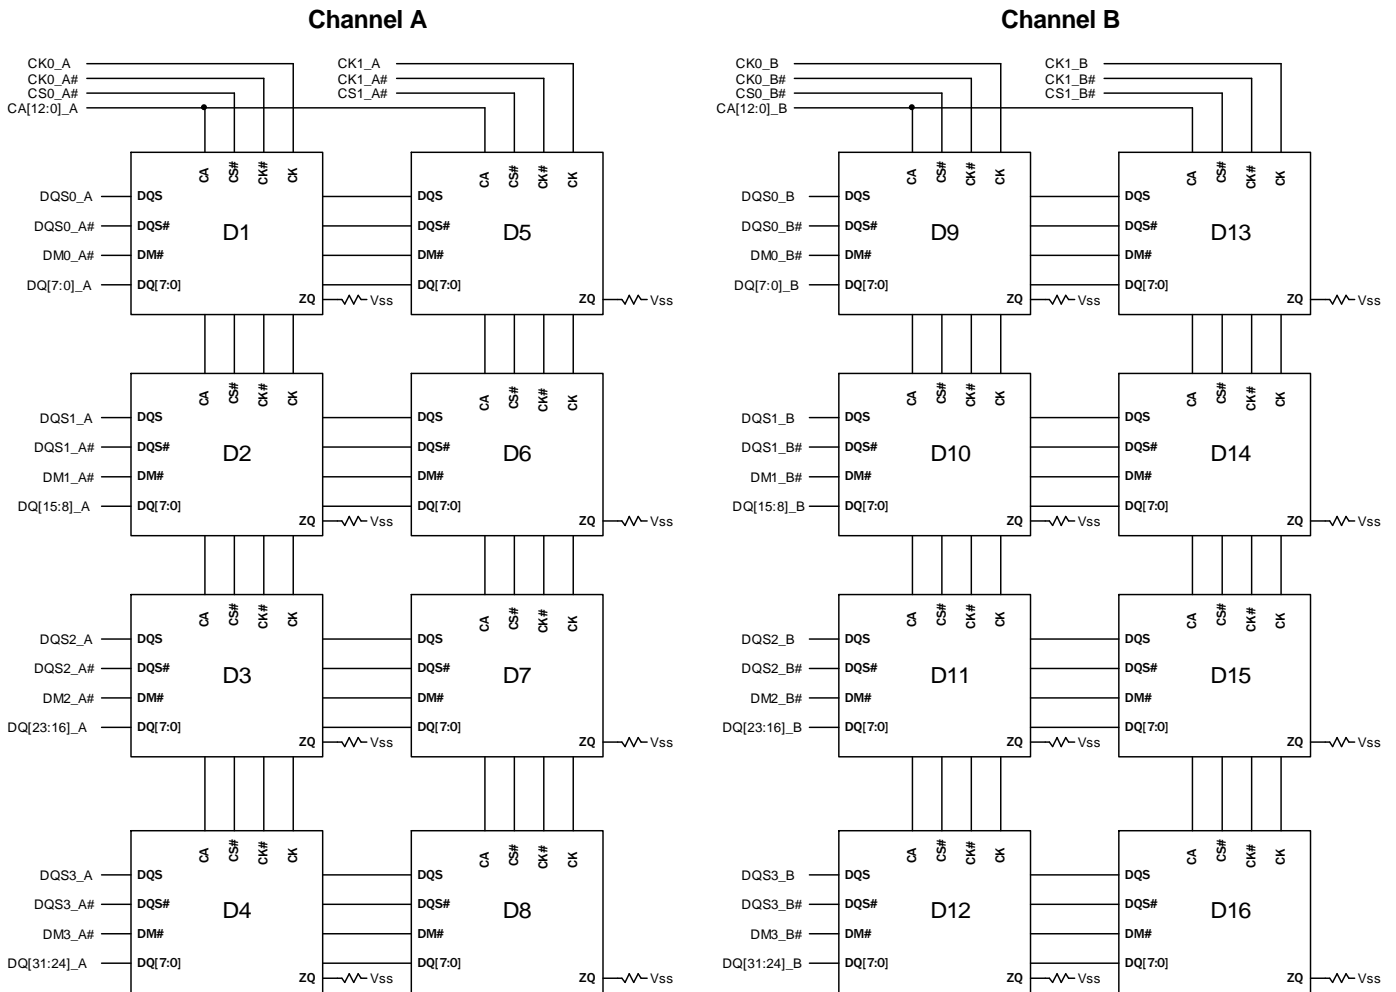 Channel A
Channel B
CK0_A
CK1_A
CK0_B
CK1_B
CK0_A#
CK1_A#
CK0_B#
CK1_B#
CS0_A#
CS1_A#
CS0_B#
CS1_B#
CA[12:0]_A
CA[12:0]_B
CA CS# CK# CK
CA CS# CK# CK
CA CS# CK# CK
CA CS# CK# CK
DQS0_A DQS DQS DQS0_B DQS DQS
DQS0_A# DQS# D1 DQS# D5 DQS0_B# DQS# D9 DQS# D13
DM0_A# DM# DM# DM0_B# DM# DM#
DQ[7:0]_A DQ[7:0] DQ[7:0] DQ[7:0]_B DQ[7:0] DQ[7:0]
ZQ Vss ZQ Vss ZQ Vss ZQ Vss
CA CS# CK# CK
CA CS# CK# CK
CA CS# CK# CK
CA CS# CK# CK
DQS1_A DQS DQS DQS1_B DQS DQS
DQS1_A# DQS# D2 DQS# D6 DQS1_B# DQS# D10 DQS# D14
DM1_A# DM# DM# DM1_B# DM# DM#
DQ[15:8]_A DQ[7:0] DQ[7:0] DQ[15:8]_B DQ[7:0] DQ[7:0]
ZQ Vss ZQ Vss ZQ Vss ZQ Vss
CA CS# CK# CK
CA CS# CK# CK
CA CS# CK# CK
CA CS# CK# CK
DQS2_A DQS DQS DQS2_B DQS DQS
DQS2_A# DQS# D3 DQS# D7 DQS2_B# DQS# D11 DQS# D15
DM2_A# DM# DM# DM2_B# DM# DM#
DQ[23:16]_A DQ[7:0] DQ[7:0] DQ[23:16]_B DQ[7:0] DQ[7:0]
ZQ Vss ZQ Vss ZQ Vss ZQ Vss
CA CS# CK# CK
CA CS# CK# CK
CA CS# CK# CK
CA CS# CK# CK
DQS3_A DQS DQS DQS3_B DQS DQS
DQS3_A# DQS# D4 DQS# D8 DQS3_B# DQS# D12 DQS# D16
DM3_A# DM# DM# DM3_B# DM# DM#
DQ[31:24]_A DQ[7:0] DQ[7:0] DQ[31:24]_B DQ[7:0] DQ[7:0]
ZQ Vss ZQ Vss ZQ Vss ZQ Vss